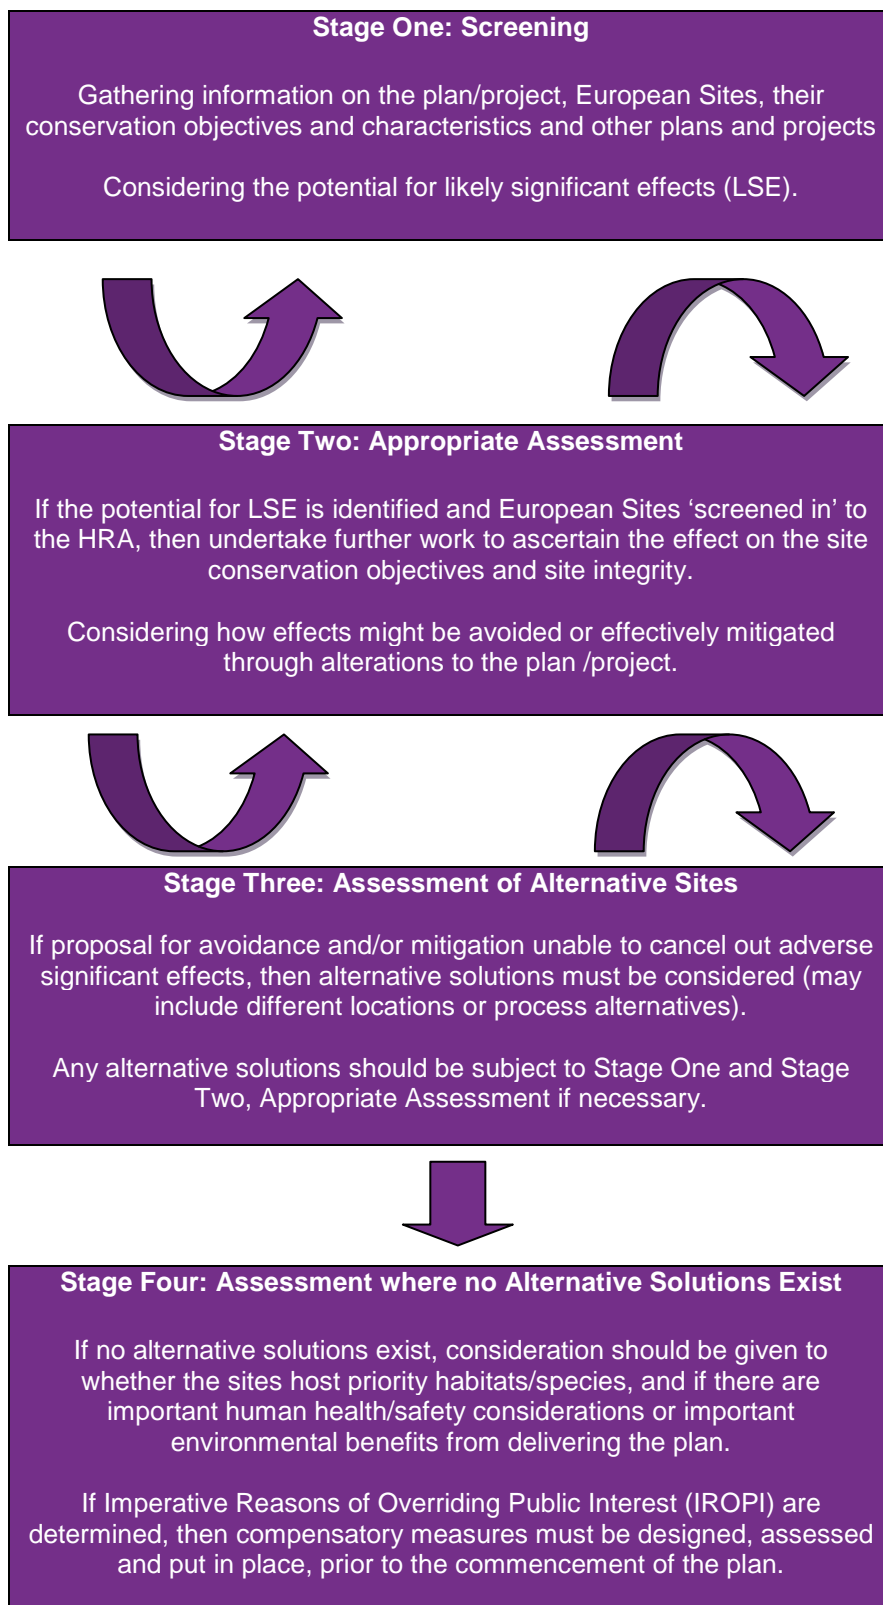 Stage One: Screening
Gathering information on the plan/project, European Sites, their
conservation objectives and characteristics and other plans and projects
Considering the potential for likely significant effects (LSE).
Stage Two: Appropriate Assessment
If the potential for LSE is identified and European Sites ‘screened in’ to
the HRA, then undertake further work to ascertain the effect on the site
conservation objectives and site integrity.
Considering how effects might be avoided or effectively mitigated
through alterations to the plan /project.
Stage Three: Assessment of Alternative Sites
If proposal for avoidance and/or mitigation unable to cancel out adverse
significant effects, then alternative solutions must be considered (may
include different locations or process alternatives).
Any alternative solutions should be subject to Stage One and Stage
Two, Appropriate Assessment if necessary.
Stage Four: Assessment where no Alternative Solutions Exist
If no alternative solutions exist, consideration should be given to
whether the sites host priority habitats/species, and if there are
important human health/safety considerations or important
environmental benefits from delivering the plan.
If Imperative Reasons of Overriding Public Interest (IROPI) are
determined, then compensatory measures must be designed, assessed
and put in place, prior to the commencement of the plan.